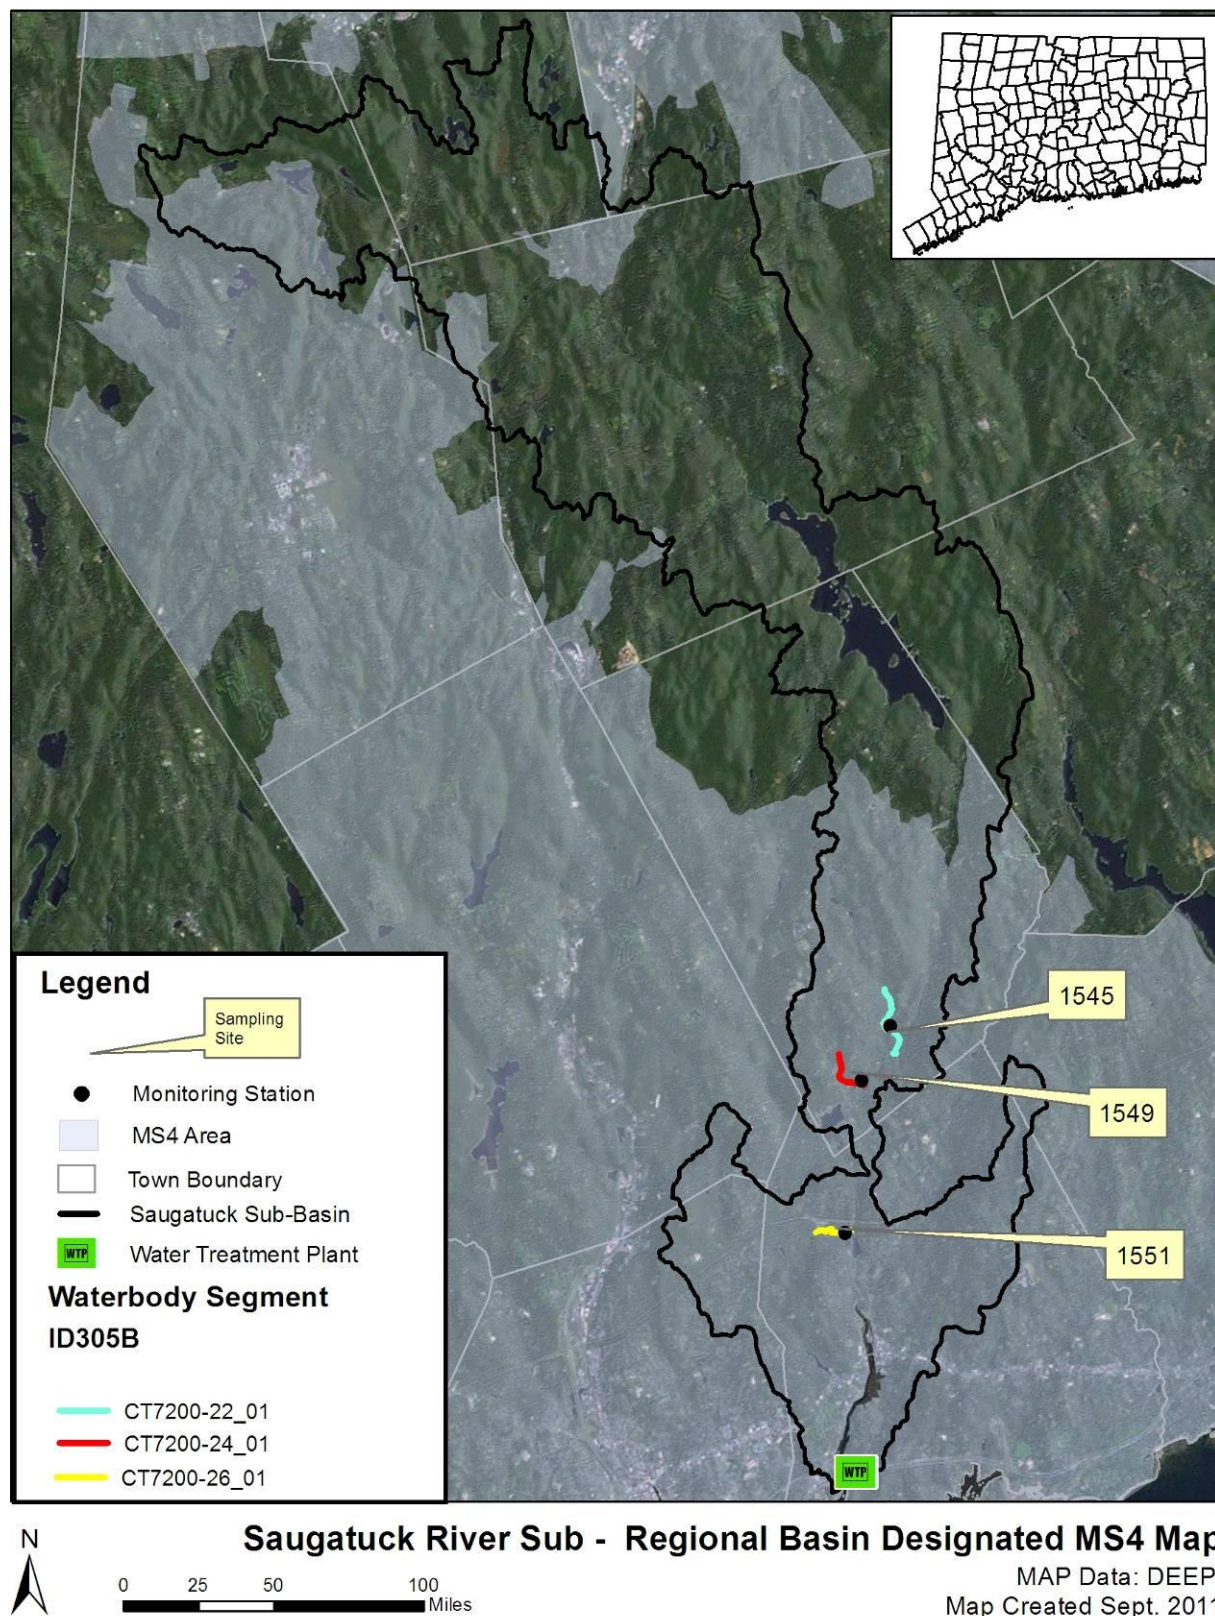 1545
1549
1551
WTP
Legend
Sampling
Site
Monitoring Station
MS4 Area
Town Boundary
Saugatuck Sub-Basin
WTP
Water Treatment Plant
Waterbody Segment
ID305B
CT7200-22_01
CT7200-24_01
CT7200-26_01
Saugatuck River Sub - Regional Basin Designated MS4 Map
N
0 25 50 100
Miles
MAP Data: DEEP
Map Created Sept. 2011